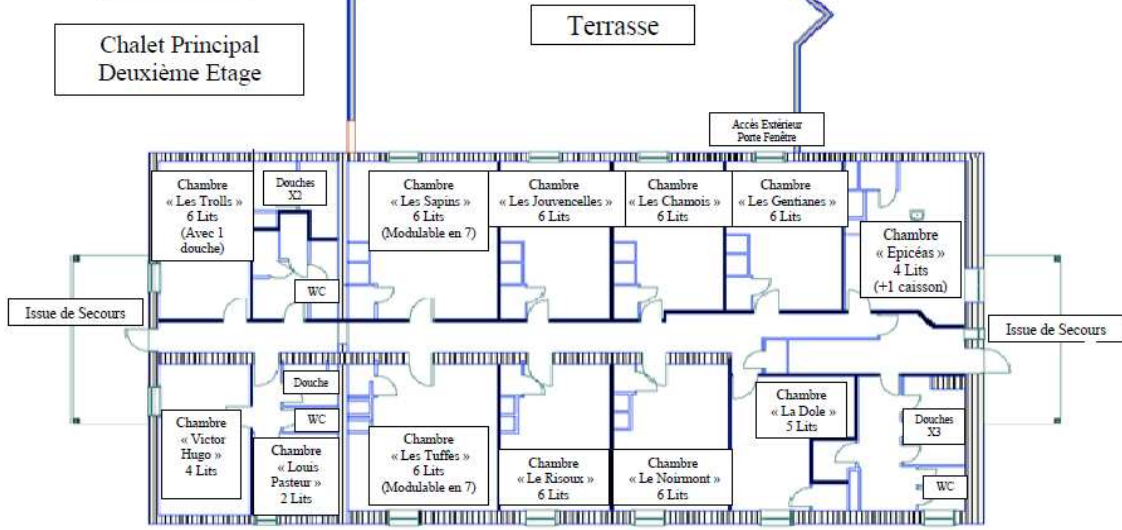 Chalet Principal
Deuxième Etage
Terrasse
Accès Extérieur
Porte Fenêtre
Chambre
« Les Trolls »
6 Lits
(Avec 1
douche)
Douches
X2
WC
Chambre
« Les Sapins »
6 Lits
(Modulable en 7)
Chambre
« Les Jouvencelles »
6 Lits
Chambre
« Les Chamois »
6 Lits
Chambre
« Les Gentianes »
6 Lits
Chambre
« Epicéas »
4 Lits
(+1 caisson)
Issue de Secours
Issue de Secours
Chambre
« Victor
Hugo »
4 Lits
Douche
WC
Chambre
« Louis
Pasteur »
2 Lits
Chambre
« Les Tuffes »
6 Lits
(Modulable en 7)
Chambre
« Le Risoux »
6 Lits
Chambre
« Le Noirmont »
6 Lits
Chambre
« La Dole »
5 Lits
Douches
X3
WC